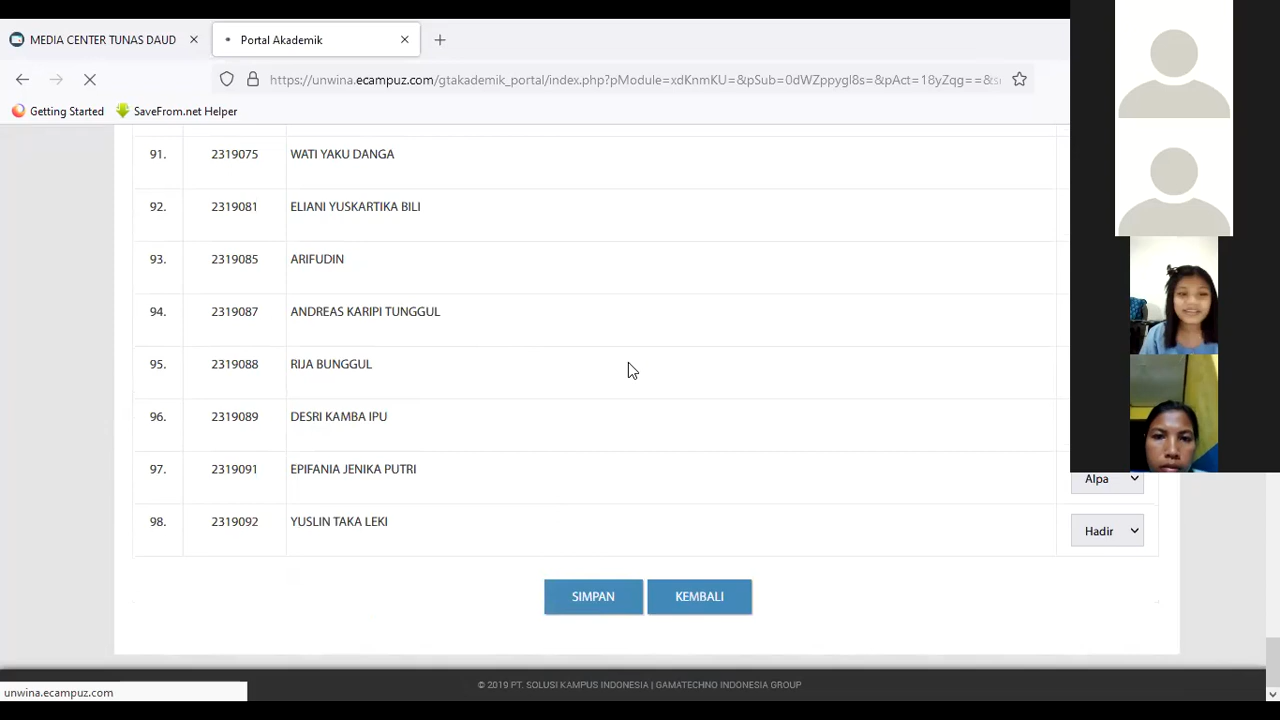 MEDIA CENTER TUNAS DAUD
Portal Akademik
https://unwina.ecampuz.com/gtakademik_portal/index.php?pModule=xdKnmKU=&pSub=0dWZppygl8s=&pAct=18yZqg==&
Getting Started
SaveFrom.net Helper
91. 2319075 WATI YAKU DANGA
92. 2319081 ELIANI YUSKARTIKA BILI
93. 2319085 ARIFUDIN
94. 2319087 ANDREAS KARIPI TUNGGUL
95. 2319088 RIJA BUNGGUL
96. 2319089 DESRI KAMBA IPU
97. 2319091 EPIFANIA JENIKA PUTRI Alpa
98. 2319092 YUSLIN TAKA LEKI Hadir
SIMPAN KEMBALI
© 2019 PT. SOLUSI KAMPUS INDONESIA | GAMATECHNO INDONESIA GROUP
unwina.ecampuz.com